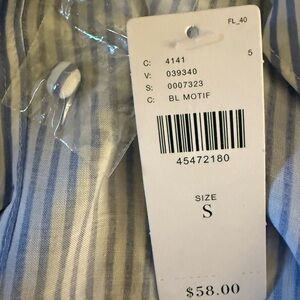 FL_40
C: 4141 5
V: 039340
S: 0007323
C: BL MOTIF
45472180
SIZE
S
$58.00